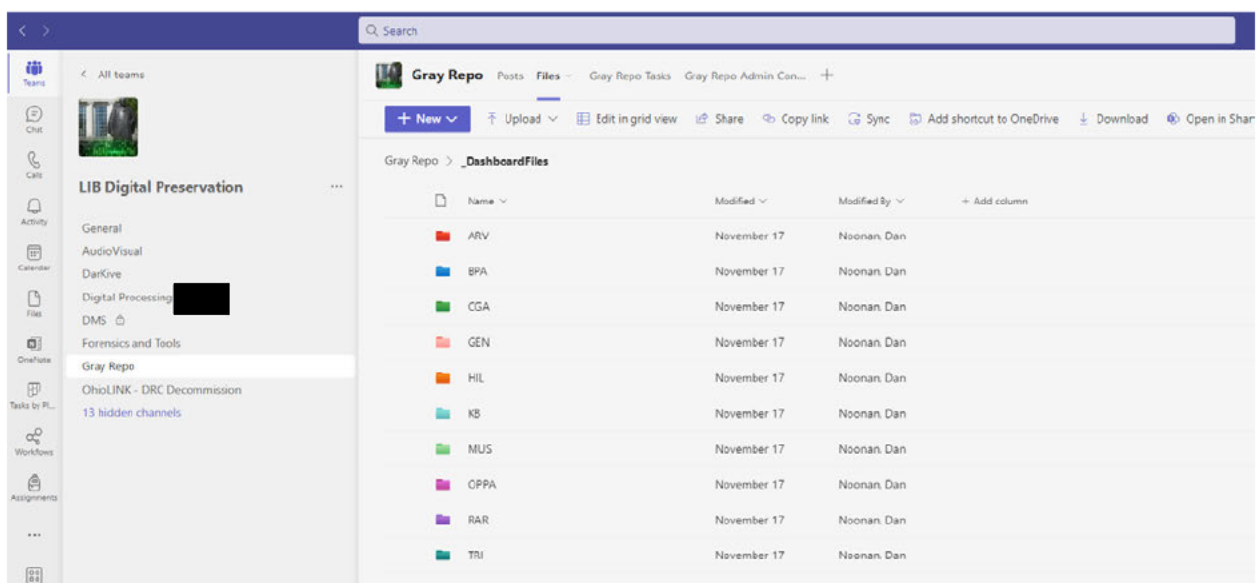 Search
Teams
Chat
Calls
Activity
Calendar
Files
OneNote
Tasks by Pl...
Workflows
Assignments
All teams
LIB Digital Preservation ...
General
AudioVisual
DarKive
Digital Processing
DMS
Forensics and Tools
Gray Repo
OhioLINK - DRC Decommission
13 hidden channels
Gray Repo Posts Files Gray Repo Tasks Gray Repo Admin Con... +
+ New Upload Edit in grid view Share Copy link Sync Add shortcut to OneDrive Download Open in Shar
Gray Repo > _DashboardFiles
Name Modified Modified By + Add column
ARV November 17 Noonan, Dan
BPA November 17 Noonan, Dan
CGA November 17 Noonan, Dan
GEN November 17 Noonan, Dan
HIL November 17 Noonan, Dan
KB November 17 Noonan, Dan
MUS November 17 Noonan, Dan
OPPA November 17 Noonan, Dan
RAR November 17 Noonan, Dan
TRI November 17 Noonan, Dan